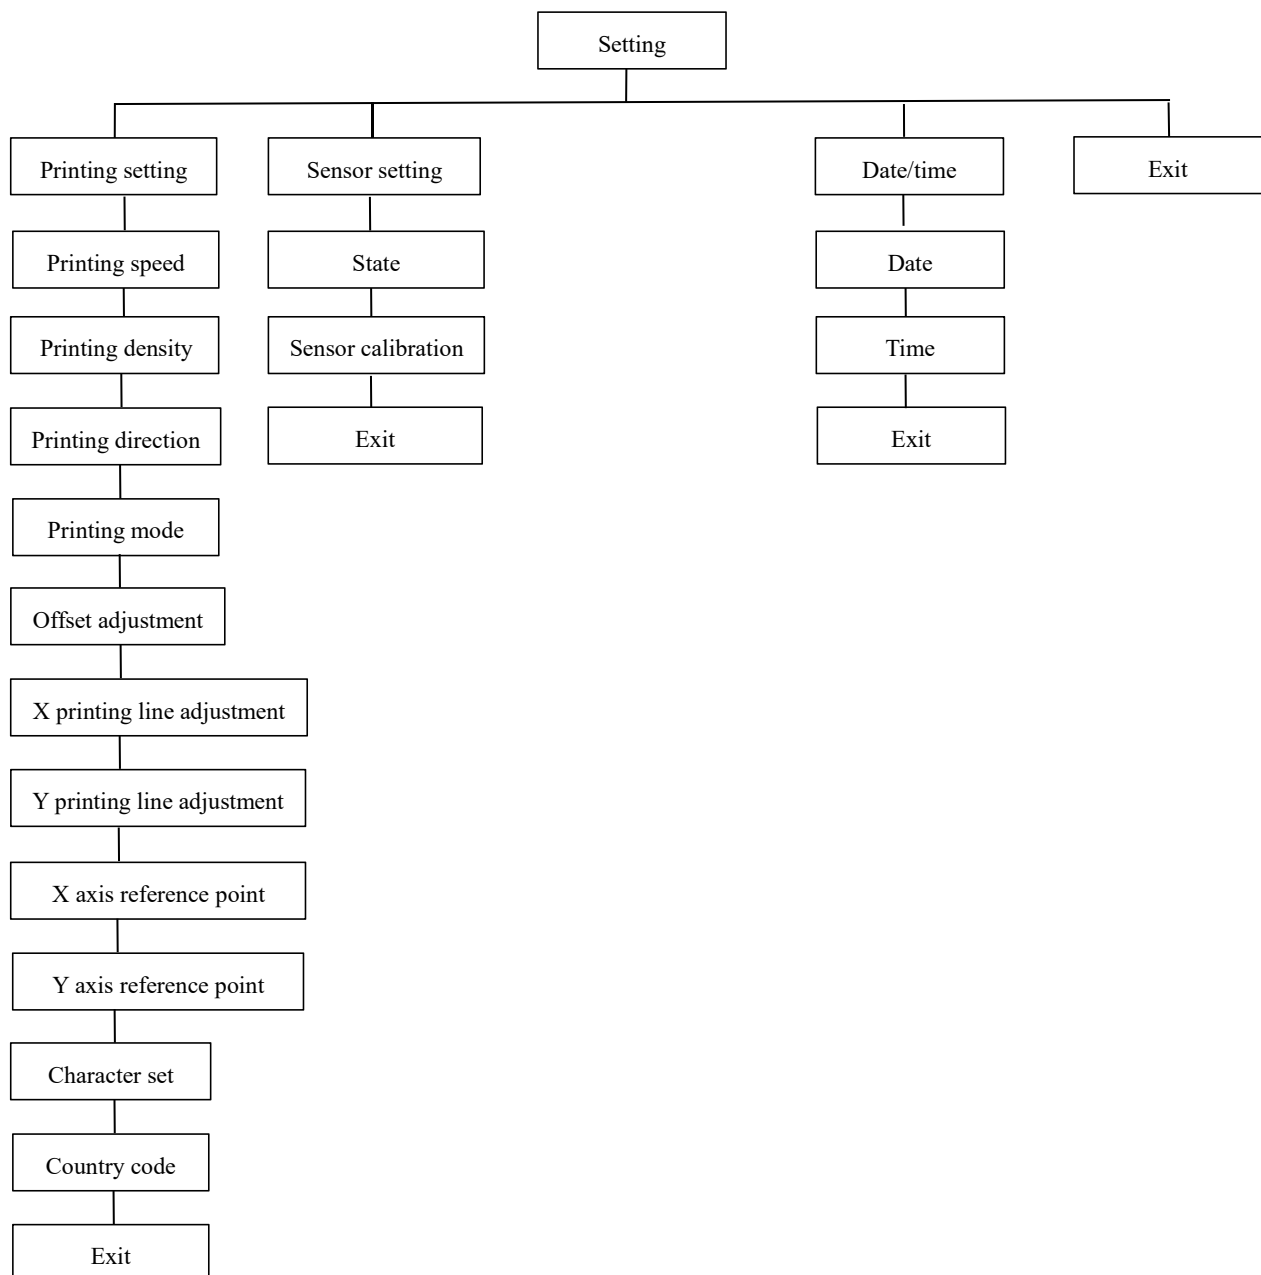 Setting
Printing setting
Sensor setting
Date/time
Exit
Printing speed
State
Date
Printing density
Sensor calibration
Time
Printing direction
Exit
Exit
Printing mode
Offset adjustment
X printing line adjustment
Y printing line adjustment
X axis reference point
Y axis reference point
Character set
Country code
Exit